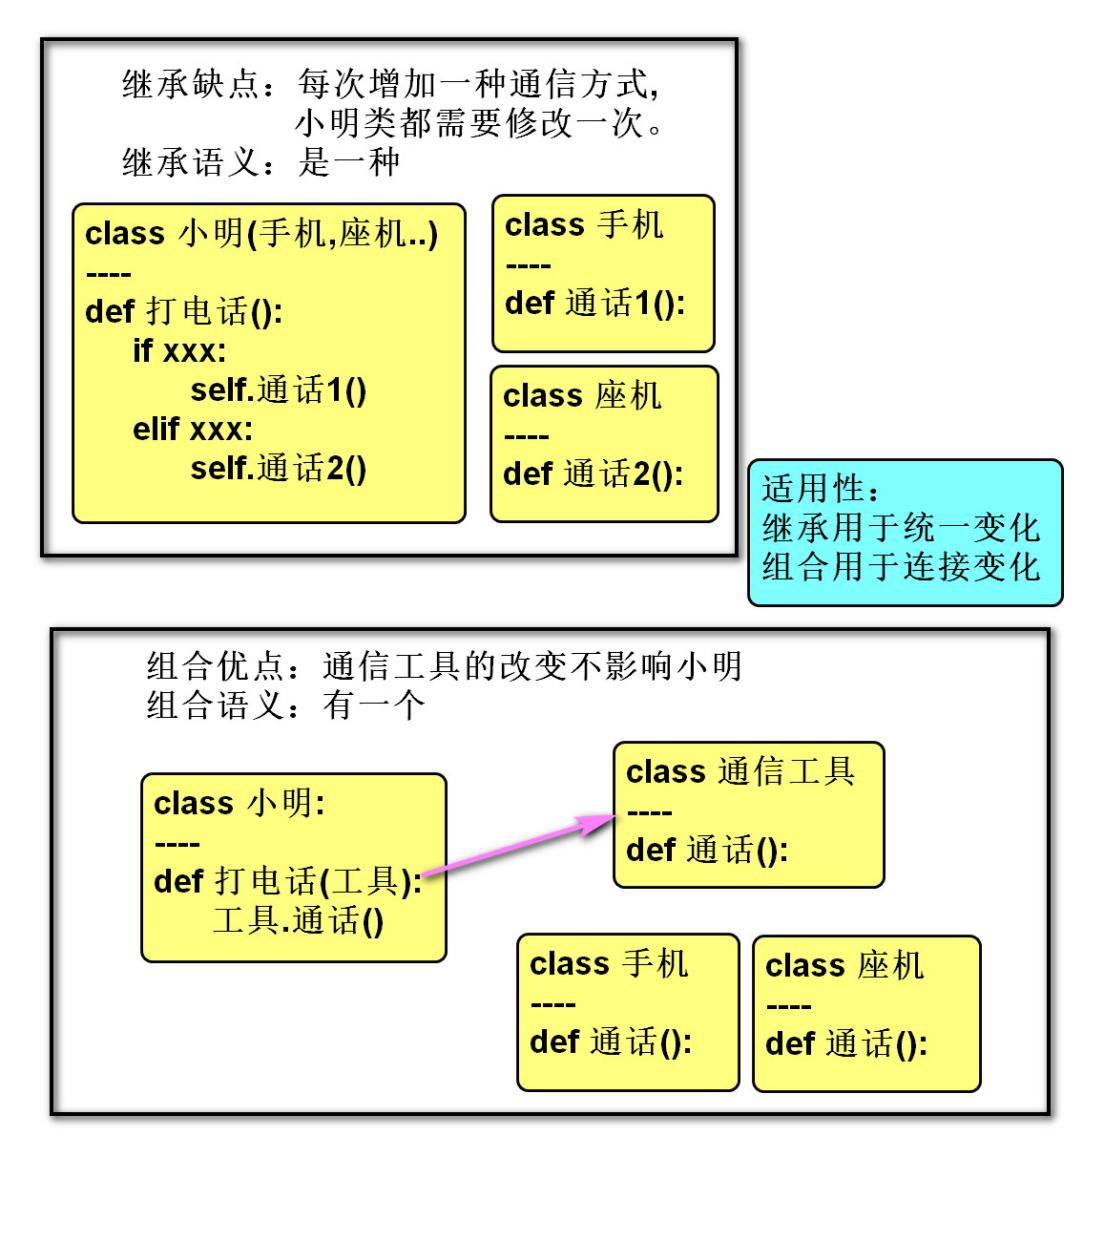 继承缺点：每次增加一种通信方式,
小明类都需要修改一次。
继承语义：是一种
class 小明(手机,座机..)
----
def 打电话():
if xxx:
self.通话1()
elif xxx:
self.通话2()
class 手机
----
def 通话1():
class 座机
----
def 通话2():
适用性：
继承用于统一变化
组合用于连接变化
组合优点：通信工具的改变不影响小明
组合语义：有一个
class 小明:
----
def 打电话(工具):
工具.通话()
class 通信工具
----
def 通话():
class 手机
----
def 通话():
class 座机
----
def 通话():